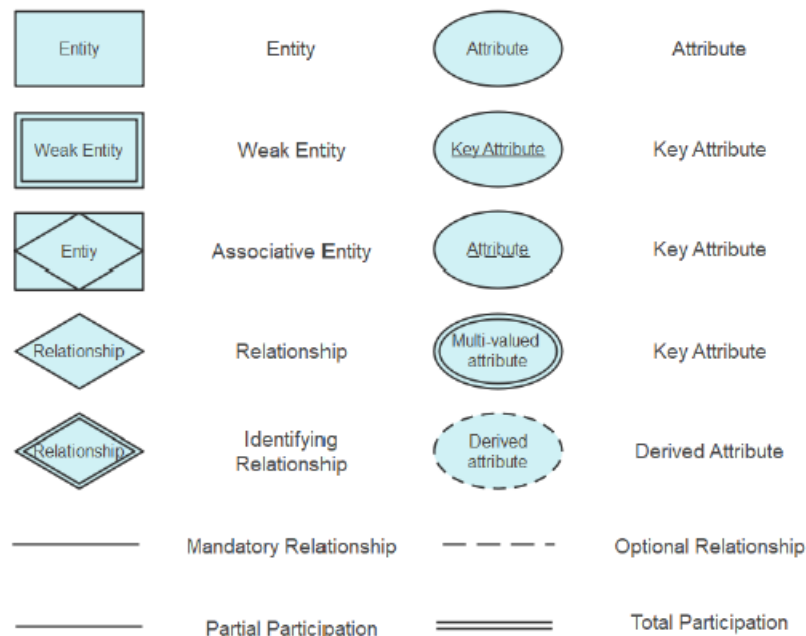 Entity
Entity
Attribute
Attribute
Weak Entity
Weak Entity
Key Attribute
Key Attribute
Entiy
Associative Entity
Attribute
Key Attribute
Relationship
Relationship
Multi-valued
attribute
Key Attribute
Relationship
Identifying
Relationship
Derived
attribute
Derived Attribute
Mandatory Relationship
Optional Relationship
Partial Participation
Total Participation